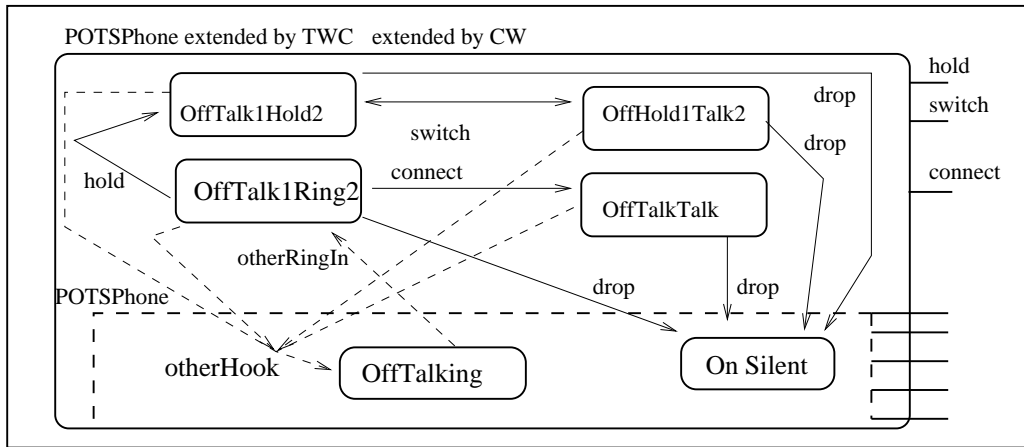 POTSPhone extended by TWC extended by CW
hold
drop
OffTalk1Hold2
OffHold1Talk2
switch
switch
drop
hold
connect
connect
OffTalk1Ring2
OffTalkTalk
otherRingIn
POTSPhone
drop
drop
otherHook
OffTalking
On Silent